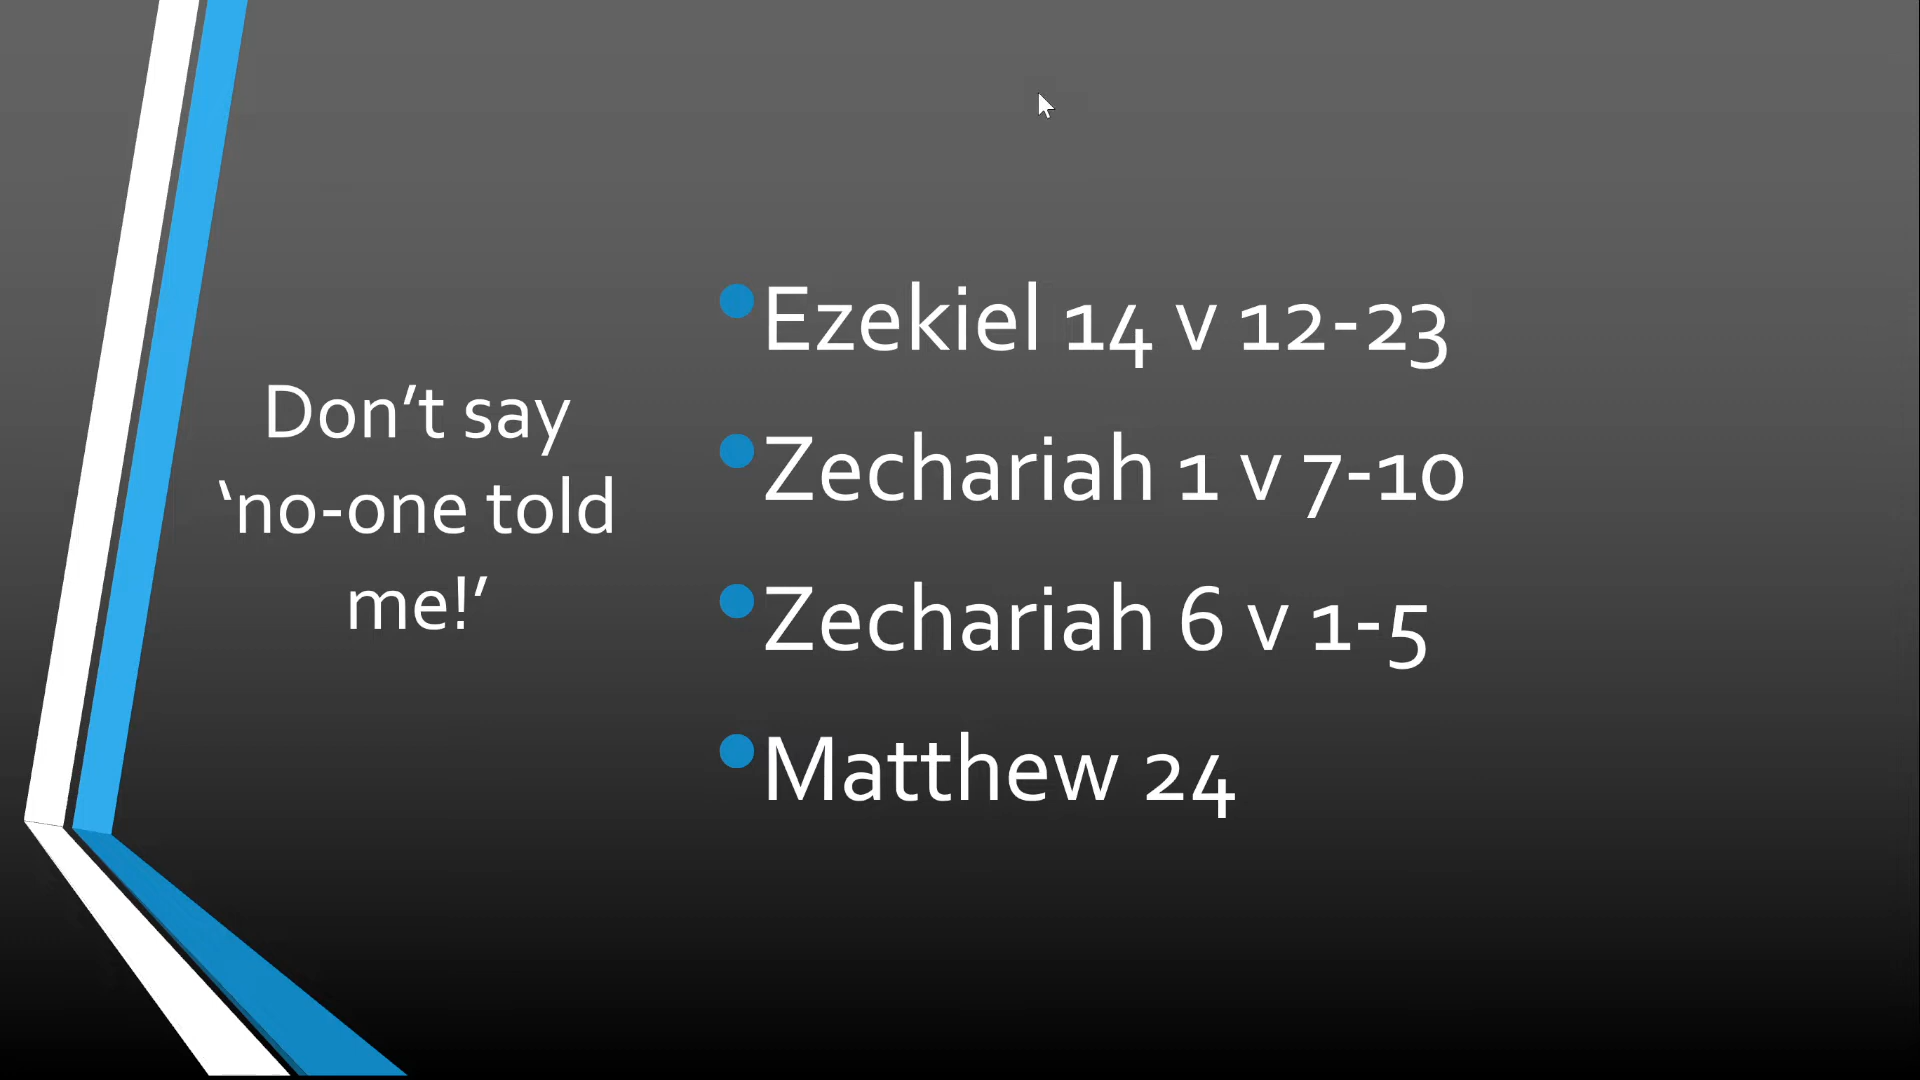 Don’t say
‘no-one told
me!’
•Ezekiel 14 v 12-23
•Zechariah 1 v 7-10
•Zechariah 6 v 1-5
•Matthew 24